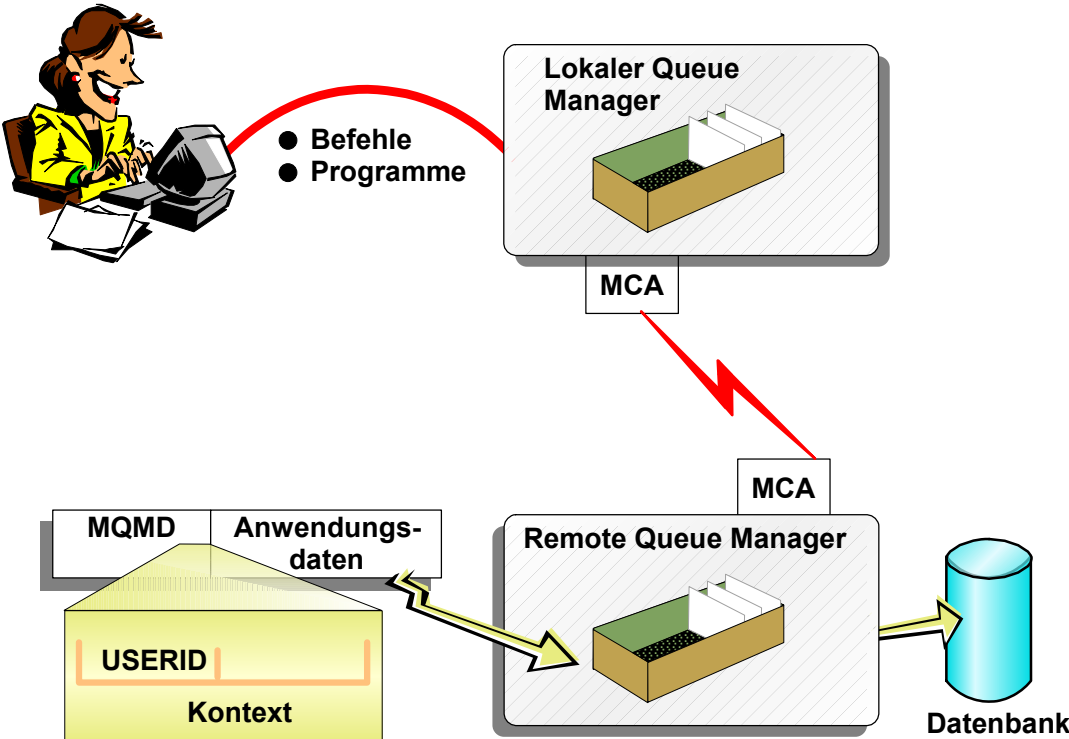 Lokaler Queue
Manager
● Befehle
● Programme
MCA
MCA
MQMD
Anwendungs-
daten
Remote Queue Manager
USERID
Kontext
Datenbank